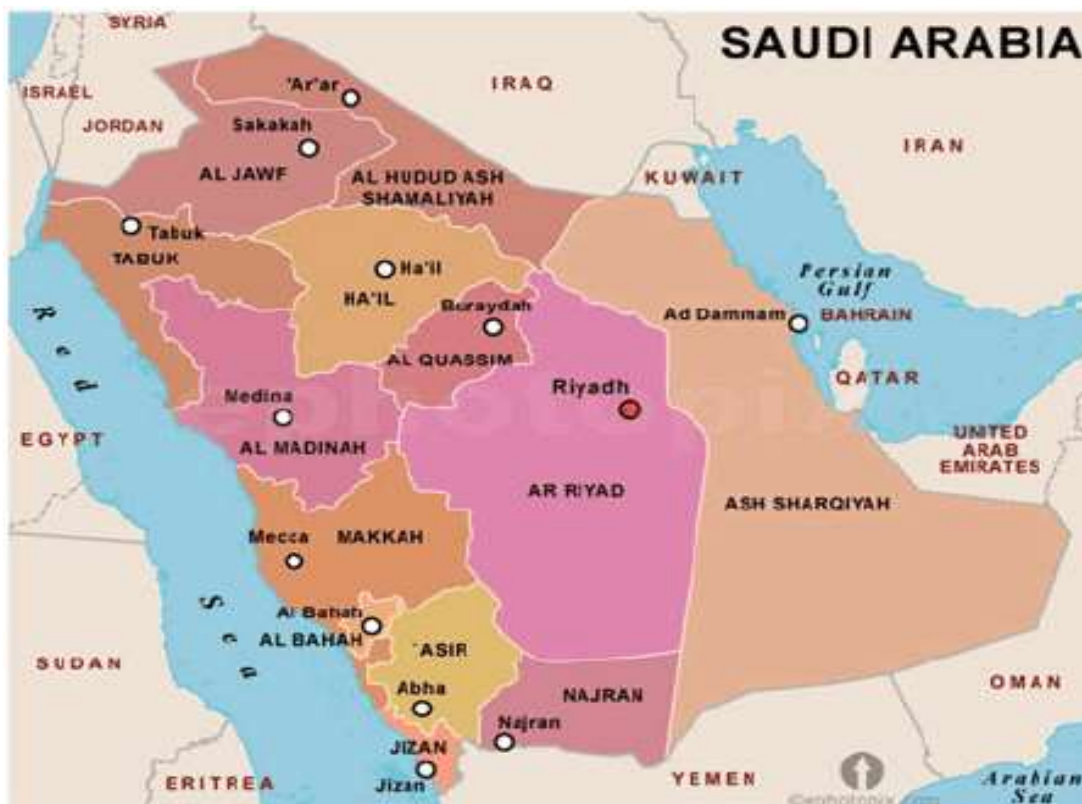 SYRIA
SAUDI ARABIA
'Ar'ar
IRAQ
ISRAEL
JORDAN
Sakakah
IRAN
AL JAWF
AL HUDUD ASH
SHAMALIYAH
KUWAIT
Tabuk
TABUK
Ha'il
HA'IL
Persian
Gulf
Buraydah
Ad Dammam
BAHRAIN
AL QUASSIM
QATAR
Red
Medina
Riyadh
EGYPT
AL MADINAH
UNITED
ARAB
EMIRATES
AR RIYAD
ASH SHARQIYAH
Mecca
MAKKAH
Sea
Al Bahah
AL BAHAH
'ASIR
SUDAN
OMAN
Abha
NAJRAN
Najran
JIZAN
Jizan
ERITREA
YEMEN
Arabian
Sea